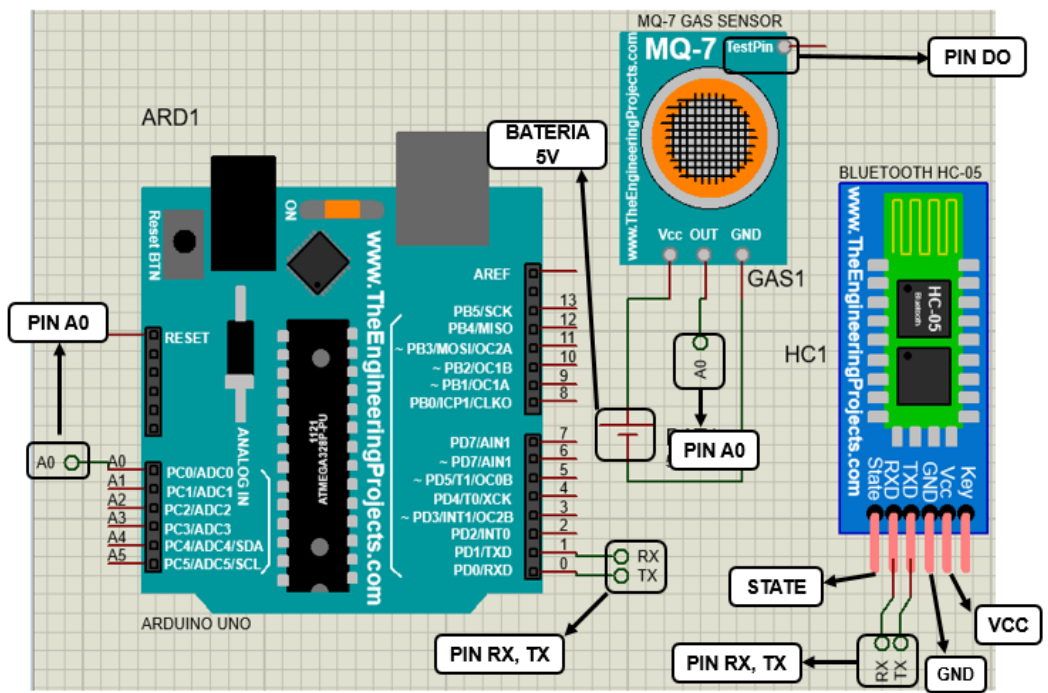 MQ-7 GAS SENSOR
MQ-7
TestPin
PIN DO
www.TheEngineeringProjects.com
Vcc OUT GND
GAS1
ARD1
BATERIA
5V
BLUETOOTH HC-05
www.TheEngineeringProjects.com
HC-05
Bluetooth
HC1
State
RXD
TXD
GND
Vcc
Key
Reset BTN
ON
www.TheEngineeringProjects.com
PIN A0
RESET
AREF
PB5/SCK 13
PB4/MISO 12
~ PB3/MOSI/OC2A 11
~ PB2/OC1B 10
~ PB1/OC1A 9
PB0/ICP1/CLKO 8
PD7/AIN1 7
~ PD7/AIN1 6
~ PD5/T1/OC0B 5
PD4/T0/XCK 4
~ PD3/INT1/OC2B 3
PD2/INT0 2
PD1/TXD 1
PD0/RXD 0
ATMEGA328P-PU
1121
ANALOG IN
A0
A0 PC0/ADC0
A1 PC1/ADC1
A2 PC2/ADC2
A3 PC3/ADC3
A4 PC4/ADC4/SDA
A5 PC5/ADC5/SCL
ARDUINO UNO
A0
PIN A0
RX
TX
PIN RX, TX
STATE
VCC
GND
RX
TX
PIN RX, TX